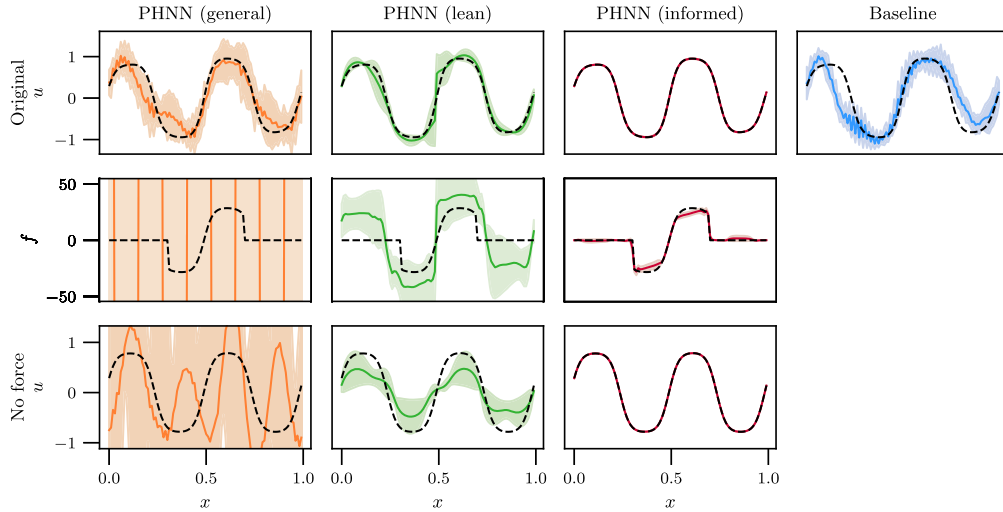 PHNN (general) PHNN (lean) PHNN (informed) Baseline
Original
u
1
0
−1
f
50
0
−50
No force
u
1
0
−1
0.0 0.5 1.0 0.0 0.5 1.0 0.0 0.5 1.0
x x x